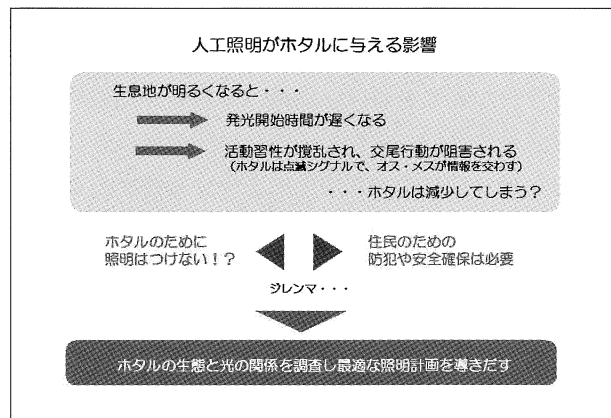 人工照明がホタルに与える影響
生息地が明るくなると・・・
発光開始時間が遅くなる
活動習性が撹乱され、交尾行動が阻害される
（ホタルは点滅シグナルで、オス・メスが情報を交わす）
・・・ホタルは減少してしまう？
ホタルのために
照明はつけない！？
住民のための
防犯や安全確保は必要
ジレンマ・・・
ホタルの生態と光の関係を調査し最適な照明計画を導きだす